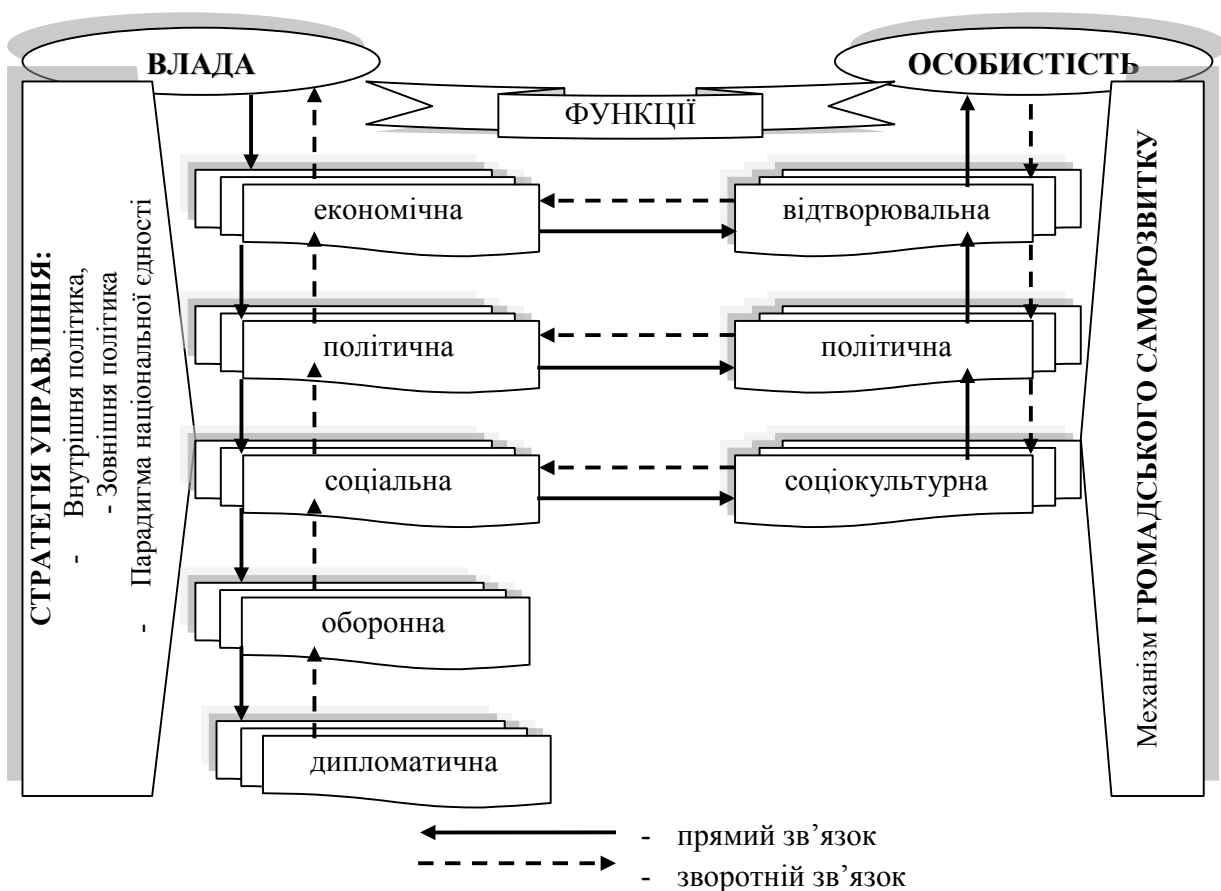 ВЛАДА
ОСОБИСТІСТЬ
ФУНКЦІЇ
СТРАТЕГІЯ УПРАВЛІННЯ:
- Внутрішня політика,
- Зовнішня політика
- Парадигма національної єдності
економічна
відтворювальна
політична
політична
соціальна
соціокультурна
оборонна
дипломатична
Механізм ГРОМАДСЬКОГО САМОРОЗВИТКУ
- прямий зв’язок
- зворотній зв’язок